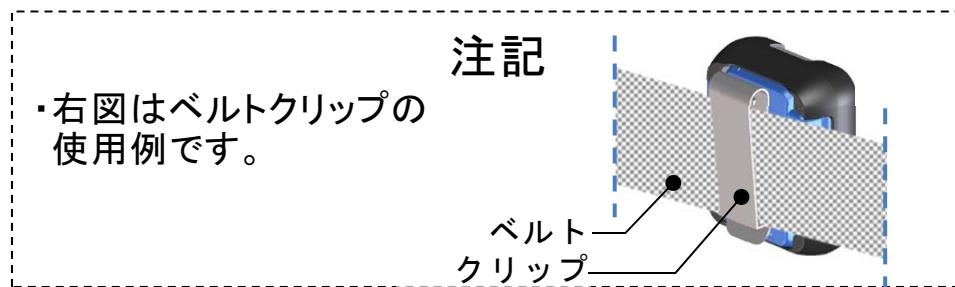 注記
・右図はベルトクリップの
使用例です。
ベルト
クリップ